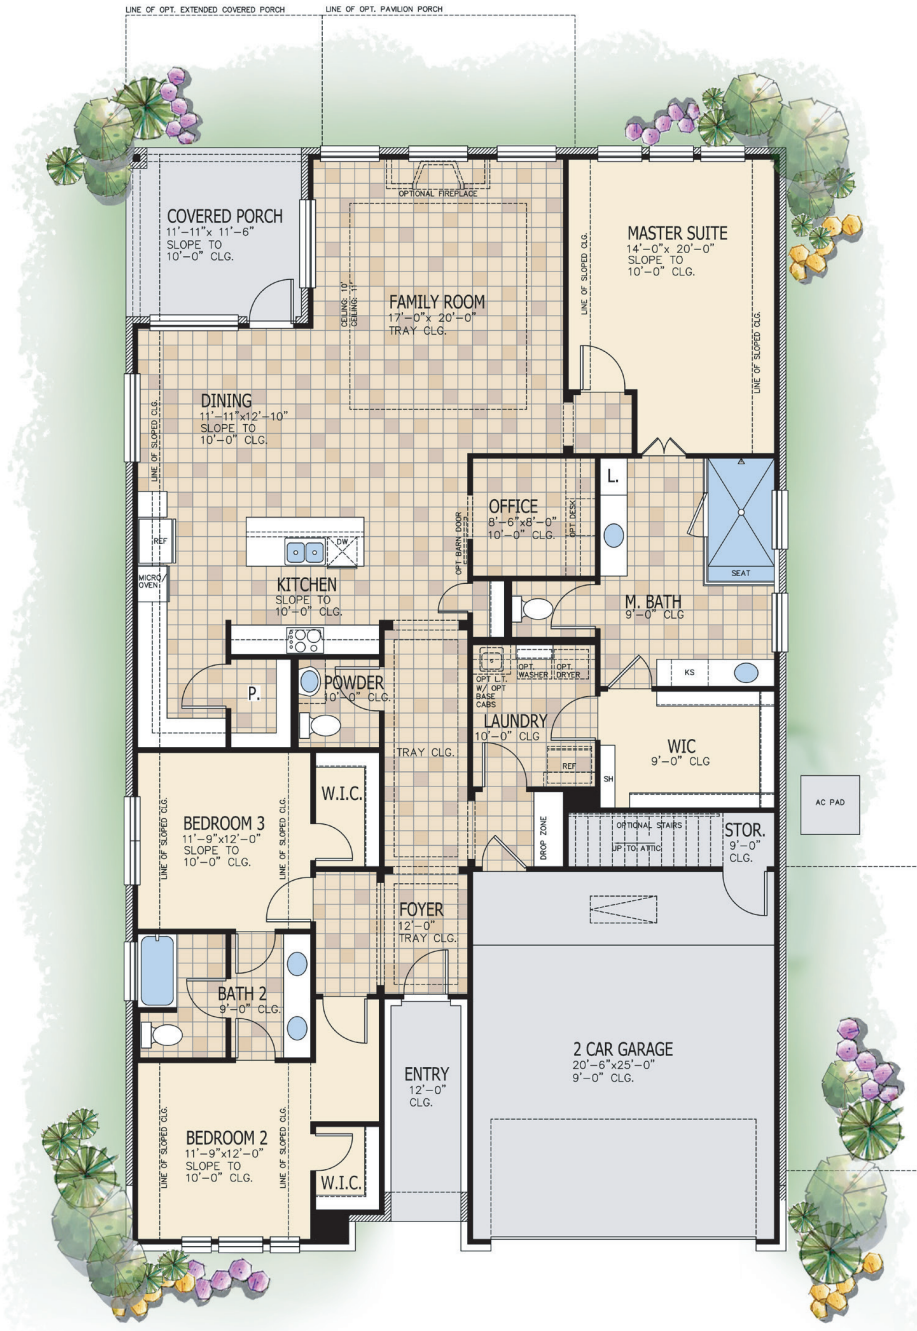 LINE OF OPT. EXTENDED COVERED PORCH
LINE OF OPT. PAVILION PORCH
COVERED PORCH
11'-11"x 11'-6"
SLOPE TO
10'-0" CLG.
OPTIONAL FIREPLACE
FAMILY ROOM
17'-0"x 20'-0"
TRAY CLG.
CEILING: 10'
CEILING: 11'
MASTER SUITE
14'-0"x 20'-0"
SLOPE TO
10'-0" CLG.
LINE OF SLOPED CLG.
LINE OF SLOPED CLG.
DINING
11'-11"x12'-10"
SLOPE TO
10'-0" CLG.
LINE OF SLOPED CLG.
OFFICE
8'-6"x8'-0"
10'-0" CLG.
OPT. DESK
OPT BARN DOOR
L.
SEAT
REF
MICRO/
OVEN
DW
KITCHEN
SLOPE TO
10'-0" CLG.
M. BATH
9'-0" CLG
KS
P.
POWDER
10'-0" CLG.
OPT L.T.
W/ OPT
BASE
CABS
OPT.
WASHER
OPT.
DRYER
LAUNDRY
10'-0" CLG
REF
TRAY CLG.
WIC
9'-0" CLG
SH
AC PAD
BEDROOM 3
11'-9"x12'-0"
SLOPE TO
10'-0" CLG.
LINE OF SLOPED CLG.
LINE OF SLOPED CLG.
W.I.C.
DROP ZONE
OPTIONAL STAIRS
UP TO ATTIC
STOR.
9'-0"
CLG.
FOYER
12'-0"
TRAY CLG.
BATH 2
9'-0" CLG.
2 CAR GARAGE
20'-6"x25'-0"
9'-0" CLG.
ENTRY
12'-0"
CLG.
BEDROOM 2
11'-9"x12'-0"
SLOPE TO
10'-0" CLG.
LINE OF SLOPED CLG.
LINE OF SLOPED CLG.
W.I.C.